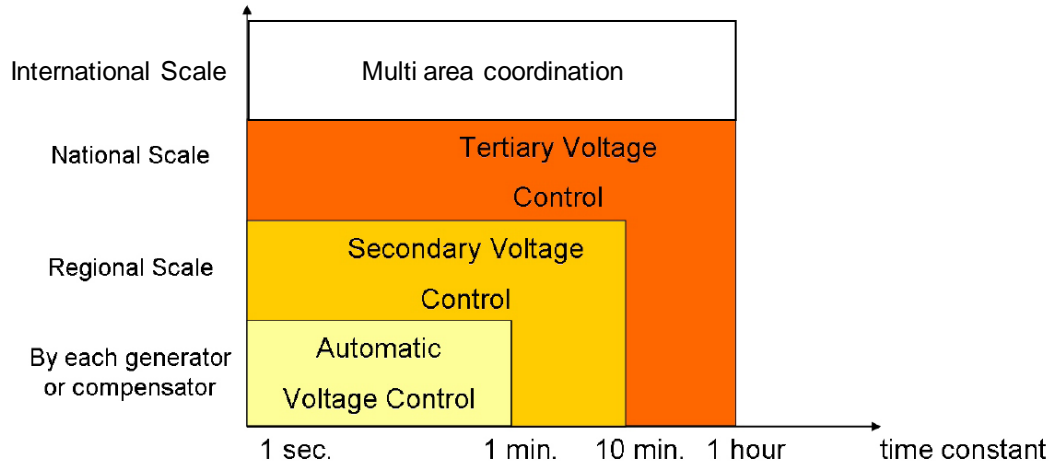 International Scale
Multi area coordination
National Scale
Tertiary Voltage
Control
Regional Scale
Secondary Voltage
Control
By each generator
or compensator
Automatic
Voltage Control
1 sec.
1 min.
10 min.
1 hour
time constant